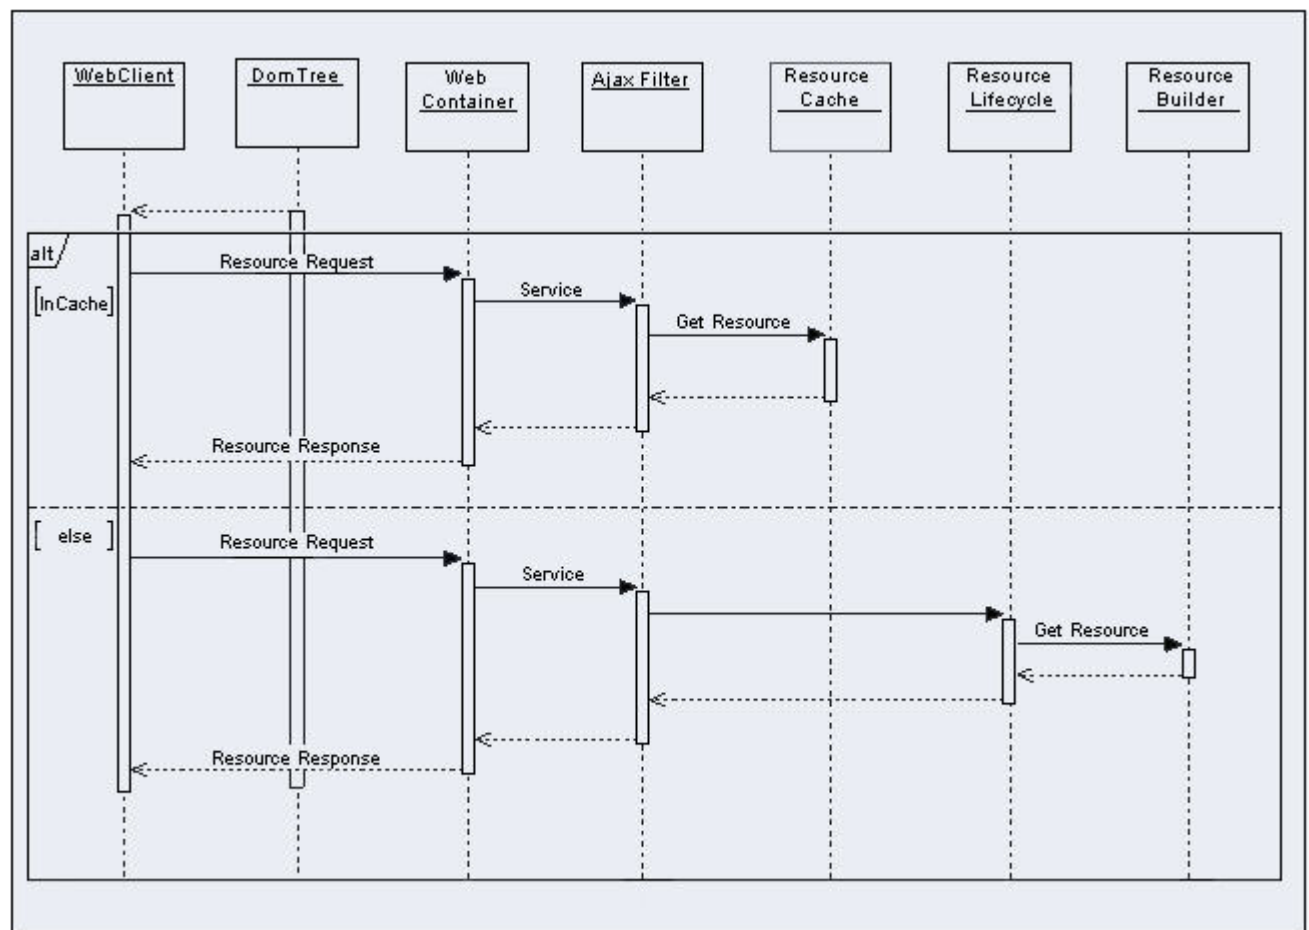 WebClient
DomTree
Web
Container
Ajax Filter
Resource
Cache
Resource
Lifecycle
Resource
Builder
alt
[InCache]
Resource Request
Service
Get Resource
Resource Response
[ else ]
Resource Request
Service
Get Resource
Resource Response